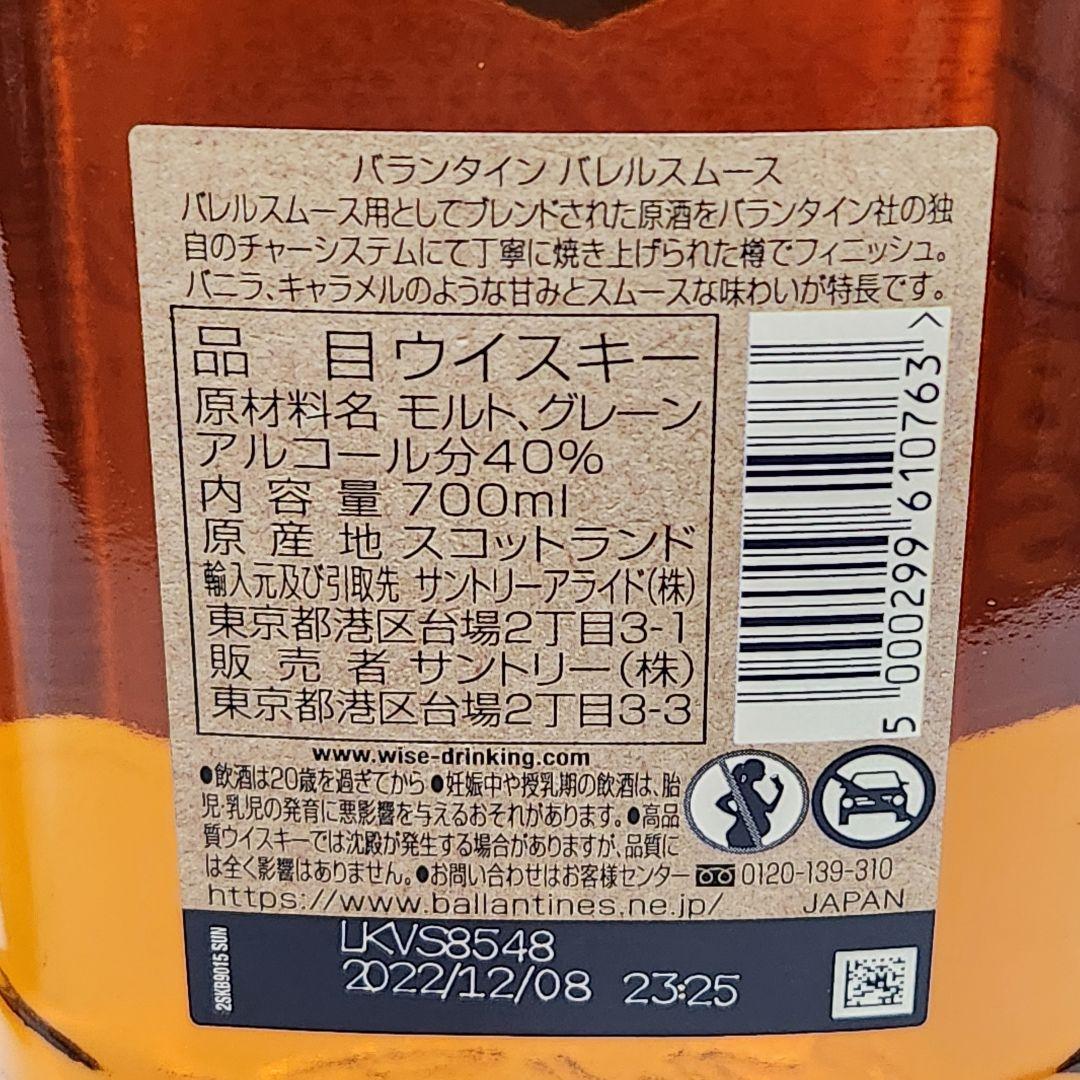 バランタイン バレルスムース
バレルスムース用としてブレンドされた原酒をバランタイン社の独
自のチャーシステムにて丁寧に焼き上げられた樽でフィニッシュ。
バニラ、キャラメルのような甘みとスムースな味わいが特長です。
品 目 ウイスキー
原材料名 モルト、グレーン
アルコール分40%
内容量 700ml
原産地 スコットランド
輸入元及び引取先 サントリーアライド(株)
東京都港区台場2丁目3-1
販売者 サントリー(株)
東京都港区台場2丁目3-3
5 000299 610763 >
www.wise-drinking.com
●飲酒は20歳を過ぎてから ●妊娠中や授乳期の飲酒は、胎
児・乳児の発育に悪影響を与えるおそれがあります。●高品
質ウイスキーでは沈殿が発生する場合がありますが、品質に
は全く影響はありません。●お問い合わせはお客様センター 0120-139-310
https://www.ballantines.ne.jp/ JAPAN
2SKB9015 SUN
LKVS8548
2022/12/08 23:25